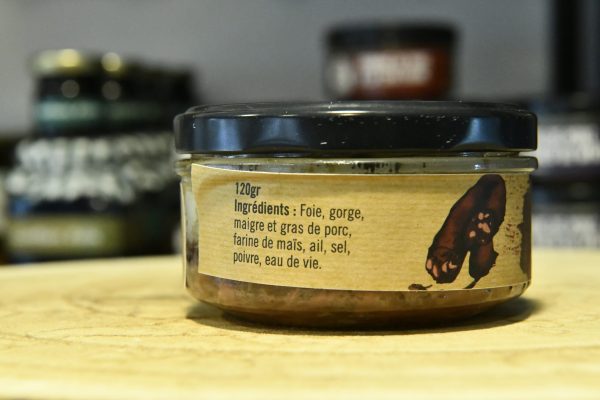 120gr
Ingrédients : Foie, gorge,
maigre et gras de porc,
farine de maïs, ail, sel,
poivre, eau de vie.